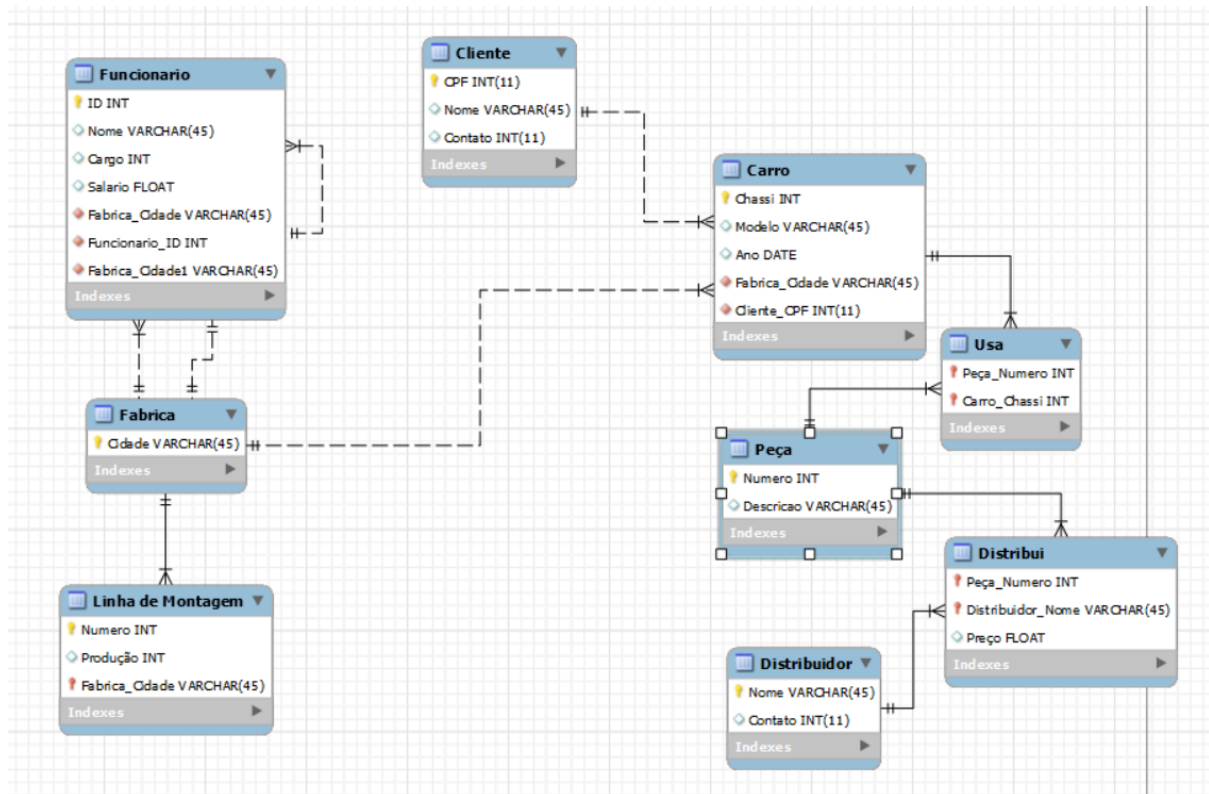 Funcionario
ID INT
Nome VARCHAR(45)
Cargo INT
Salario FLOAT
Fabrica_Cidade VARCHAR(45)
Funcionario_ID INT
Fabrica_Cidade1 VARCHAR(45)
Indexes
Cliente
CPF INT(11)
Nome VARCHAR(45)
Contato INT(11)
Indexes
Carro
Chassi INT
Modelo VARCHAR(45)
Ano DATE
Fabrica_Cidade VARCHAR(45)
Cliente_CPF INT(11)
Indexes
Usa
Peça_Numero INT
Carro_Chassi INT
Indexes
Fabrica
Cidade VARCHAR(45)
Indexes
Peça
Numero INT
Descricao VARCHAR(45)
Indexes
Distribui
Peça_Numero INT
Distribuidor_Nome VARCHAR(45)
Preço FLOAT
Indexes
Linha de Montagem
Numero INT
Produção INT
Fabrica_Cidade VARCHAR(45)
Indexes
Distribuidor
Nome VARCHAR(45)
Contato INT(11)
Indexes